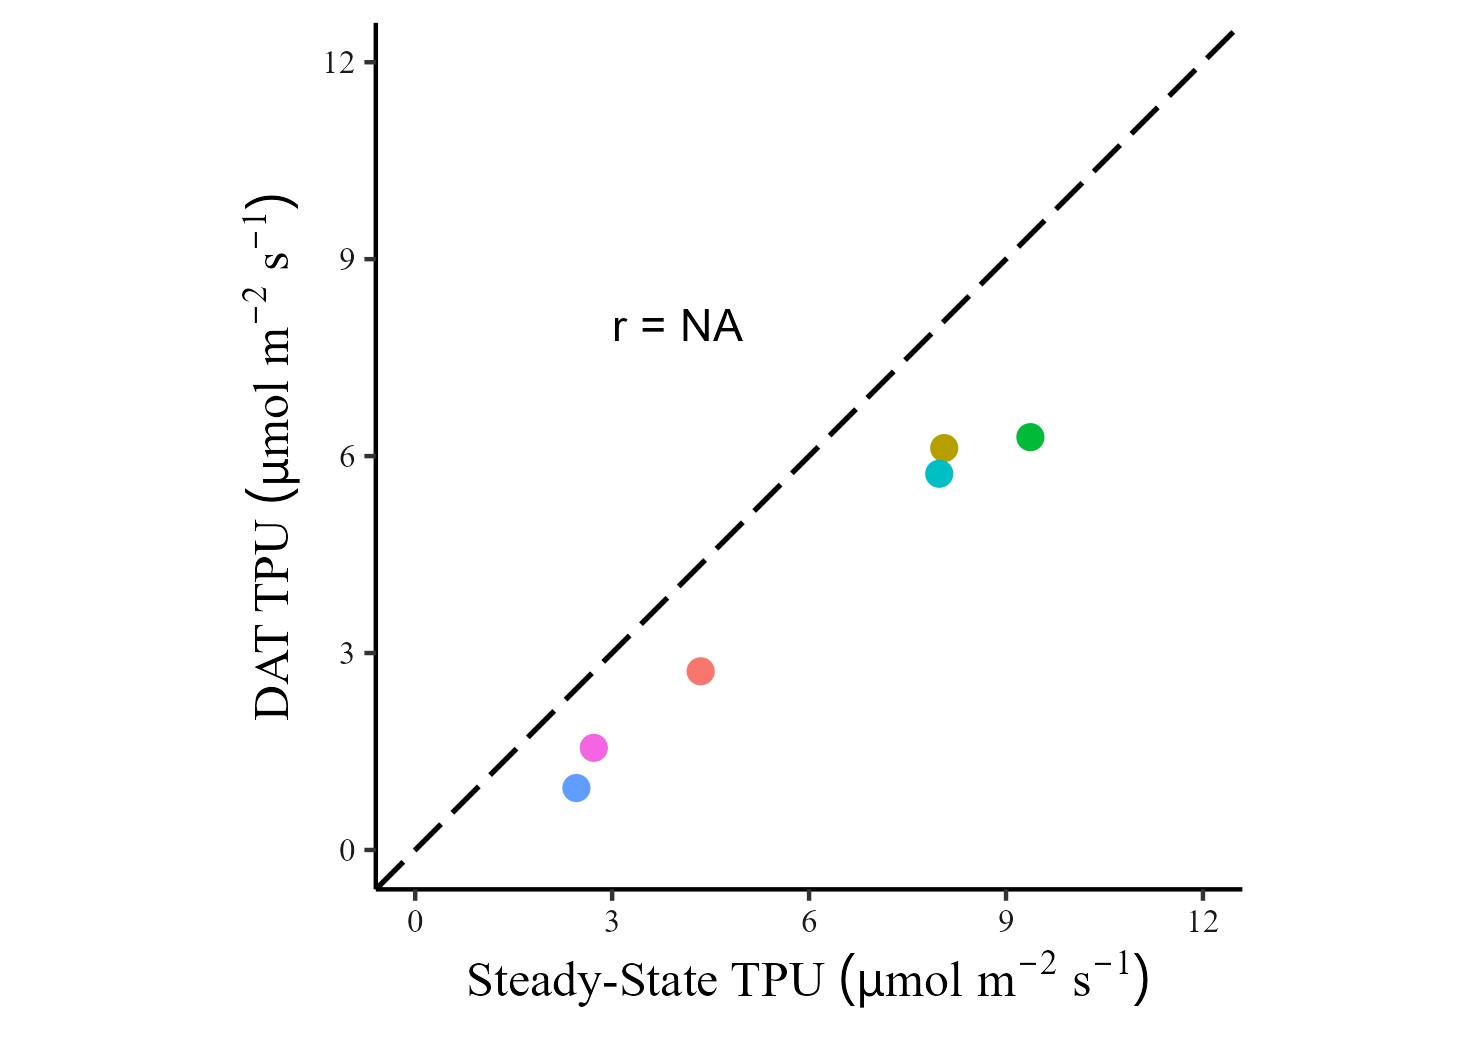 12
9
6
3
0
DAT TPU (μmol m⁻² s⁻¹)
r = NA
0 3 6 9 12
Steady-State TPU (μmol m⁻² s⁻¹)